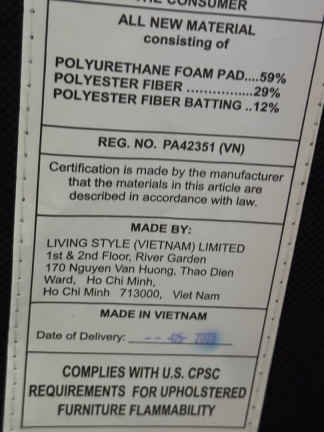 THE CONSUMER
ALL NEW MATERIAL
consisting of
POLYURETHANE FOAM PAD....59%
POLYESTER FIBER ................29%
POLYESTER FIBER BATTING ..12%
REG. NO. PA42351 (VN)
Certification is made by the manufacturer
that the materials in this article are
described in accordance with law.
MADE BY:
LIVING STYLE (VIETNAM) LIMITED
1st & 2nd Floor, River Garden
170 Nguyen Van Huong, Thao Dien
Ward, Ho Chi Minh,
Ho Chi Minh 713000, Viet Nam
MADE IN VIETNAM
Date of Delivery:
COMPLIES WITH U.S. CPSC
REQUIREMENTS FOR UPHOLSTERED
FURNITURE FLAMMABILITY